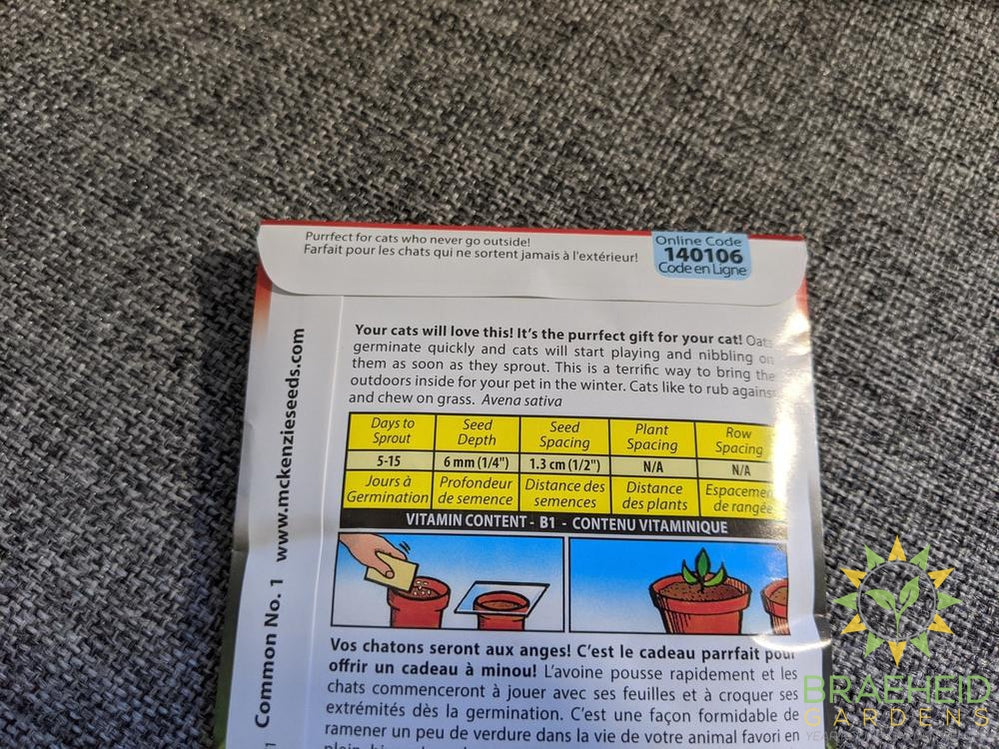 Purrfect for cats who never go outside!
Farfait pour les chats qui ne sortent jamais à l'extérieur!
Online Code
140106
Code en Ligne
www.mckenzieseeds.com
Common No. 1
Your cats will love this! It's the purrfect gift for your cat! Oats
germinate quickly and cats will start playing and nibbling on
them as soon as they sprout. This is a terrific way to bring the
outdoors inside for your pet in the winter. Cats like to rub against
and chew on grass. Avena sativa
Days to Sprout
Seed Depth
Seed Spacing
Plant Spacing
Row Spacing
5-15
6 mm (1/4")
1.3 cm (1/2")
N/A
N/A
Jours à Germination
Profondeur de semence
Distance des semences
Distance des plants
Espacemen de rangée
VITAMIN CONTENT - B1 - CONTENU VITAMINIQUE
Vos chatons seront aux anges! C'est le cadeau parrfait pour
offrir un cadeau à minou! L'avoine pousse rapidement et les
chats commenceront à jouer avec ses feuilles et à croquer ses
extrémités dès la germination. C'est une façon formidable de
ramener un peu de verdure dans la vie de votre animal favori en
BRAEHEID
GARDENS